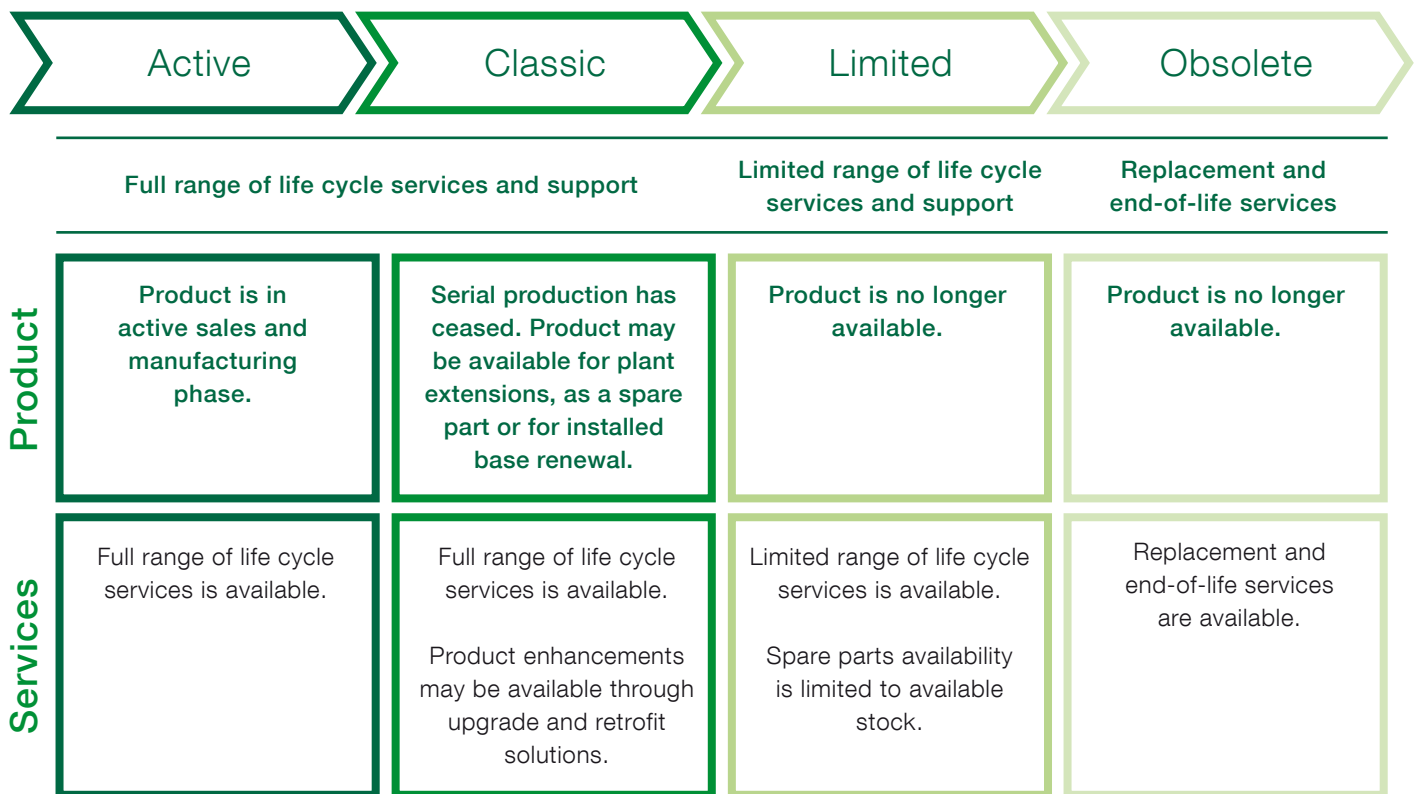 Active
Classic
Limited
Obsolete
Full range of life cycle services and support
Limited range of life cycle
services and support
Replacement and
end-of-life services
Product
Product is in
active sales and
manufacturing
phase.
Serial production has
ceased. Product may
be available for plant
extensions, as a spare
part or for installed
base renewal.
Product is no longer
available.
Product is no longer
available.
Services
Full range of life cycle
services is available.
Full range of life cycle
services is available.
Product enhancements
may be available through
upgrade and retrofit
solutions.
Limited range of life cycle
services is available.
Spare parts availability
is limited to available
stock.
Replacement and
end-of-life services
are available.